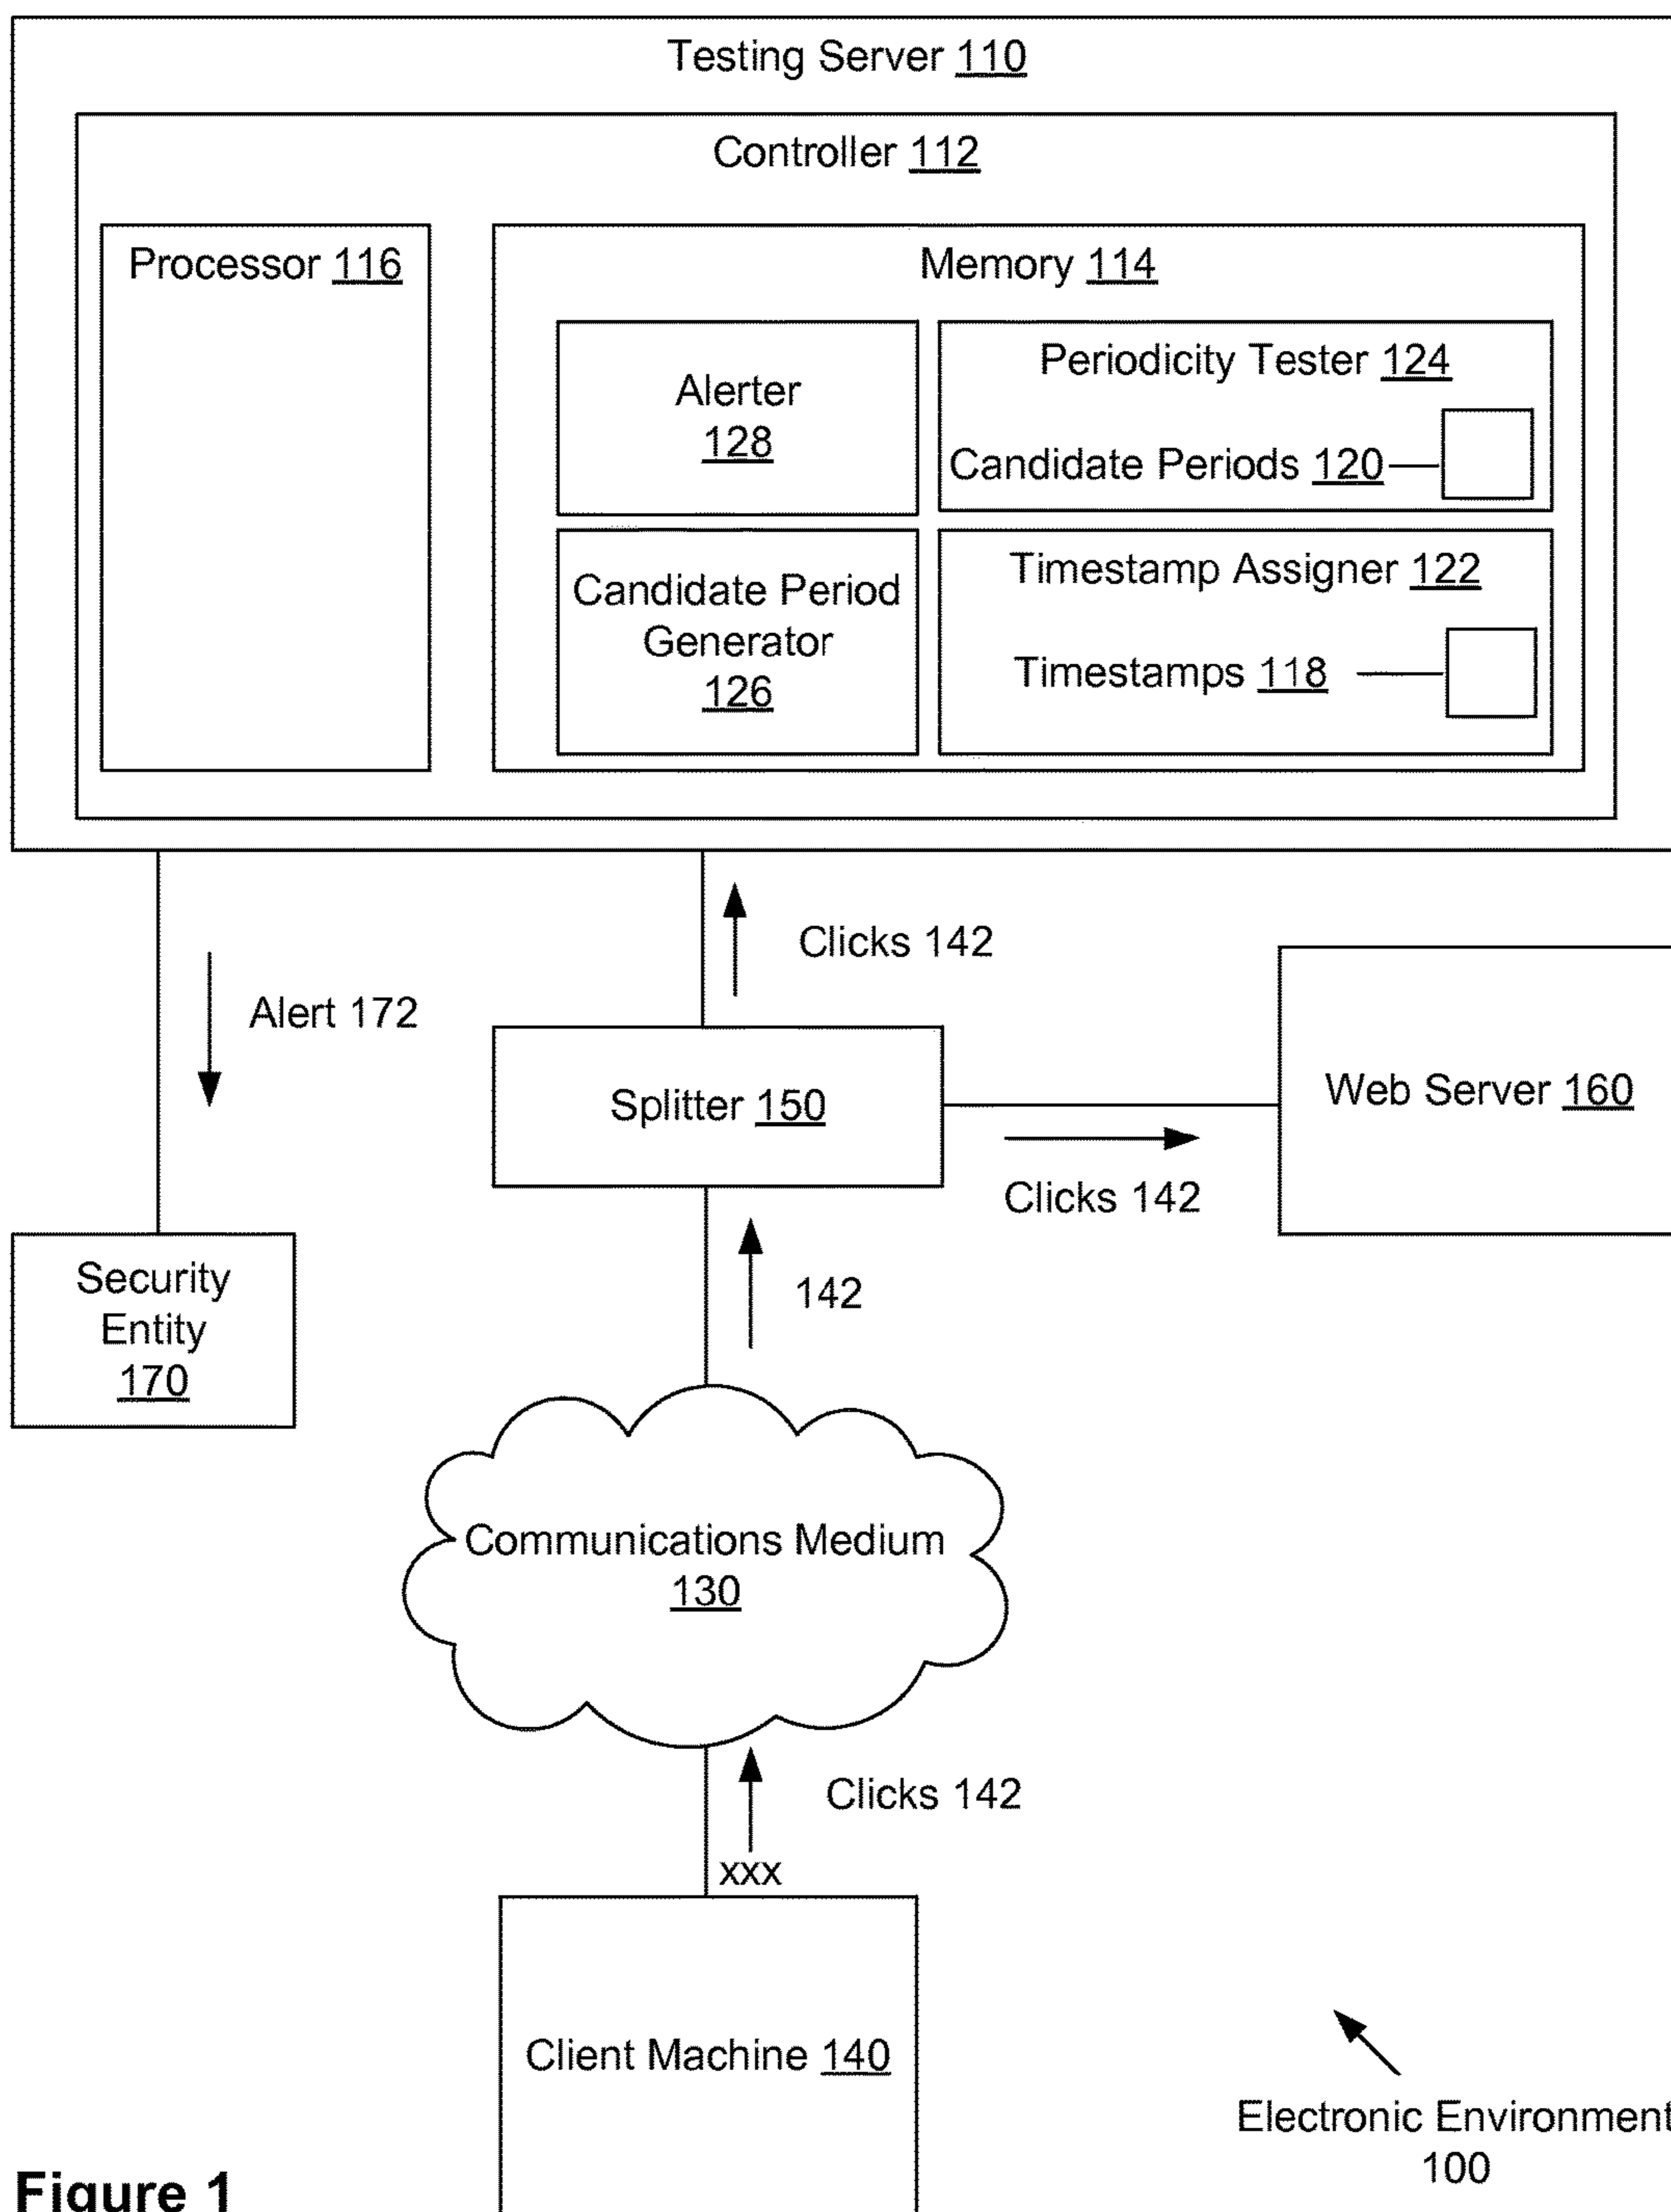 Testing Server 110
Controller 112
Processor 116
Memory 114
Alerter
128
Periodicity Tester 124
Candidate Periods 120
Candidate Period
Generator
126
Timestamp Assigner 122
Timestamps 118
Clicks 142
Alert 172
Splitter 150
Web Server 160
Clicks 142
Security
Entity
170
142
Communications Medium
130
Clicks 142
xxx
Client Machine 140
Electronic Environment
100
Figure 1